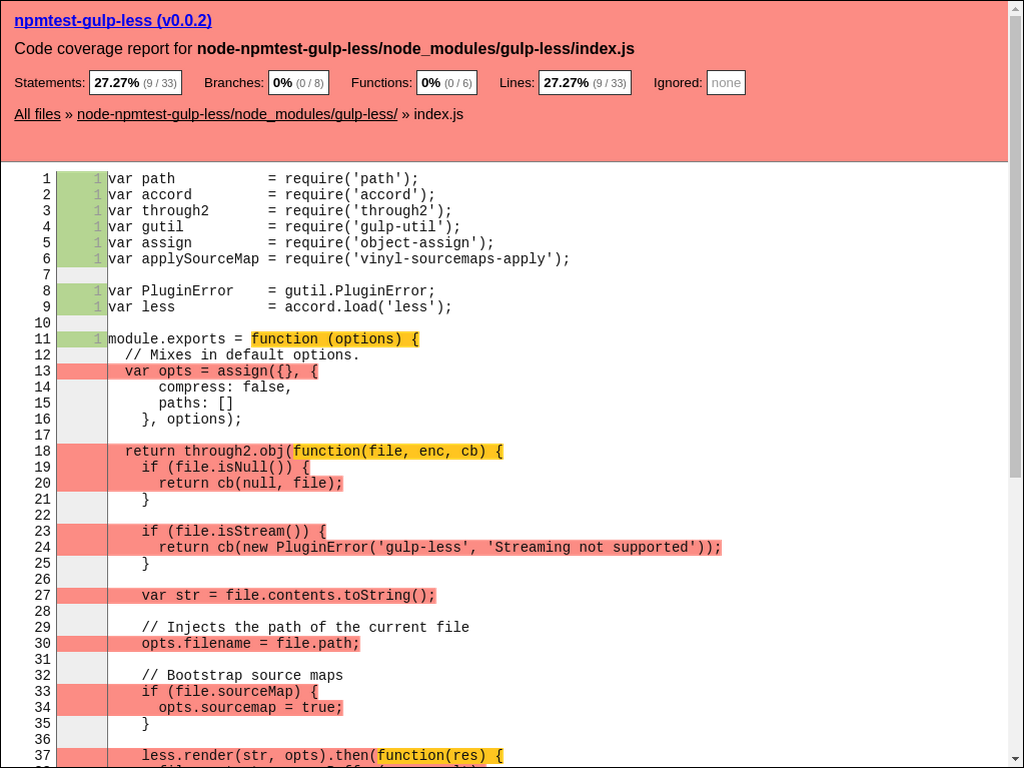 npmtest-gulp-less (v0.0.2)
Code coverage report for node-npmtest-gulp-less/node_modules/gulp-less/index.js
Statements: 27.27% (9 / 33) Branches: 0% (0 / 8) Functions: 0% (0 / 6) Lines: 27.27% (9 / 33) Ignored: none
All files » node-npmtest-gulp-less/node_modules/gulp-less/ » index.js
1 1 var path           = require('path');
2 1 var accord         = require('accord');
3 1 var through2       = require('through2');
4 1 var gutil          = require('gulp-util');
5 1 var assign         = require('object-assign');
6 1 var applySourceMap = require('vinyl-sourcemaps-apply');
7
8 1 var PluginError    = gutil.PluginError;
9 1 var less           = accord.load('less');
10
11 1 module.exports = function (options) {
12   // Mixes in default options.
13   var opts = assign({}, {
14       compress: false,
15       paths: []
16     }, options);
17
18   return through2.obj(function(file, enc, cb) {
19     if (file.isNull()) {
20       return cb(null, file);
21     }
22
23     if (file.isStream()) {
24       return cb(new PluginError('gulp-less', 'Streaming not supported'));
25     }
26
27     var str = file.contents.toString();
28
29     // Injects the path of the current file
30     opts.filename = file.path;
31
32     // Bootstrap source maps
33     if (file.sourceMap) {
34       opts.sourcemap = true;
35     }
36
37     less.render(str, opts).then(function(res) {